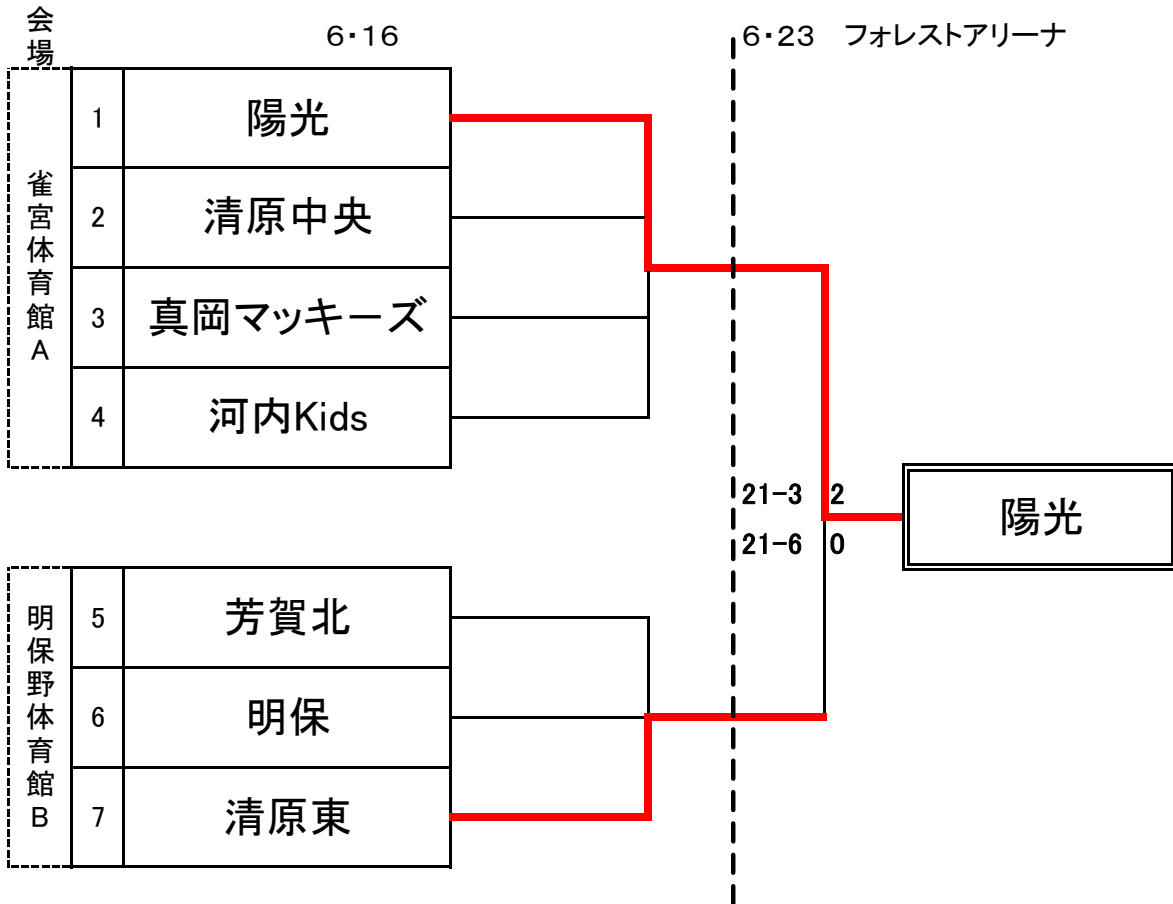 会場
6・16
6・23 フォレストアリーナ
雀宮体育館A
1 陽光
2 清原中央
3 真岡マッキーズ
4 河内Kids
21-3 2
21-6 0
陽光
明保野体育館B
5 芳賀北
6 明保
7 清原東